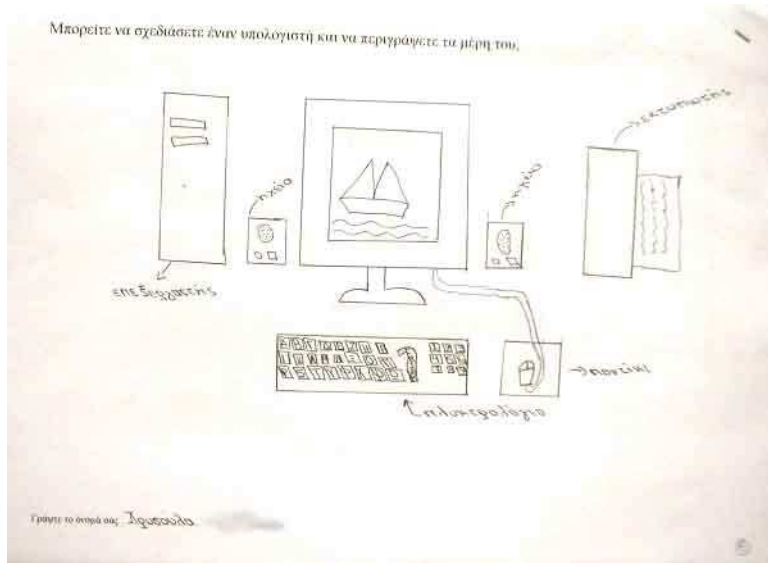 Μπορείτε να σχεδιάσετε έναν υπολογιστή και να περιγράψετε τα μέρη του.
εκτυπωτής
ηχείο
ηχείο
επεξεργαστής
ποντίκι
πληκτρολόγιο
Γράψτε το όνομά σας